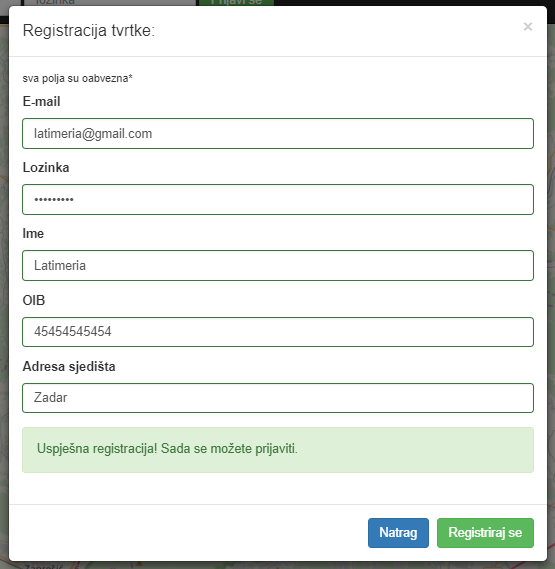 lozinka
Prijavi se
Registracija tvrtke:
×
sva polja su oabvezna*
E-mail
latimeria@gmail.com
Lozinka
•••••••••
Ime
Latimeria
OIB
45454545454
Adresa sjedišta
Zadar
Uspješna registracija! Sada se možete prijaviti.
Natrag
Registriraj se